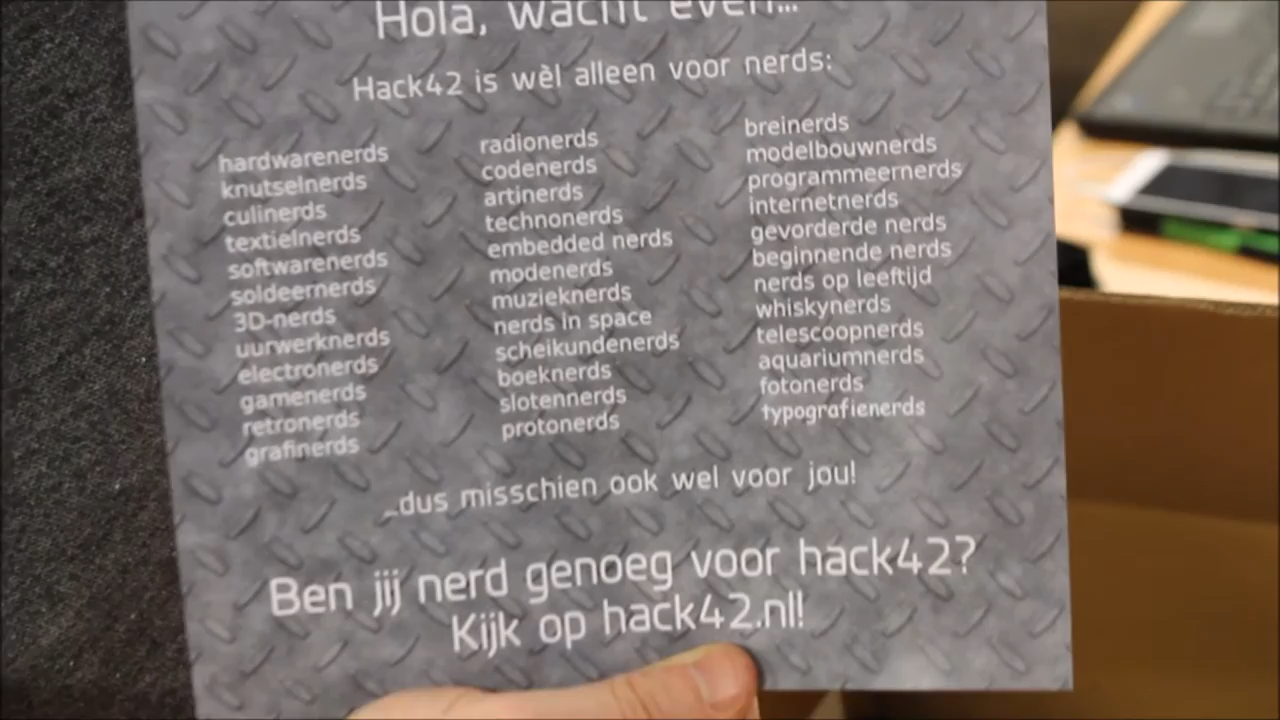 Hola, wacht even...
Hack42 is wèl alleen voor nerds:
hardwarenerds
knutselnerds
culinerds
textielnerds
softwarenerds
soldeernerds
3D-nerds
uurwerknerds
electronerds
gamenerds
retronerds
grafinerds
radionerds
codenerds
artinerds
technonerds
embedded nerds
modenerds
muzieknerds
nerds in space
scheikundenerds
boeknerds
slotennerds
protonerds
breinerds
modelbouwnerds
programmeernerds
internetnerds
gevorderde nerds
beginnende nerds
nerds op leeftijd
whiskynerds
telescoopnerds
aquariumnerds
fotonerds
typografienerds
...dus misschien ook wel voor jou!
Ben jij nerd genoeg voor hack42?
Kijk op hack42.nl!